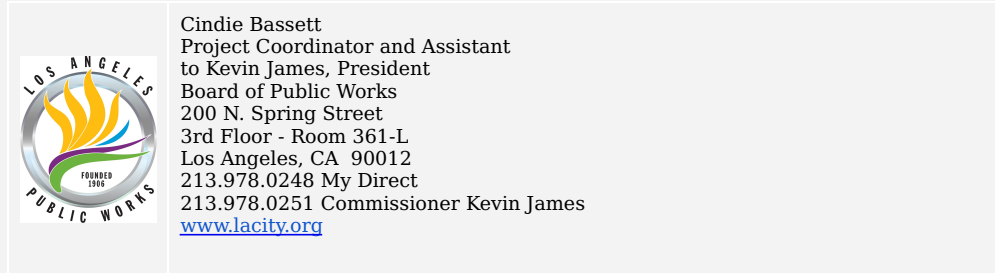 LOS ANGELES
FOUNDED
1906
PUBLIC WORKS
Cindie Bassett
Project Coordinator and Assistant
to Kevin James, President
Board of Public Works
200 N. Spring Street
3rd Floor - Room 361-L
Los Angeles, CA  90012
213.978.0248 My Direct
213.978.0251 Commissioner Kevin James
www.lacity.org